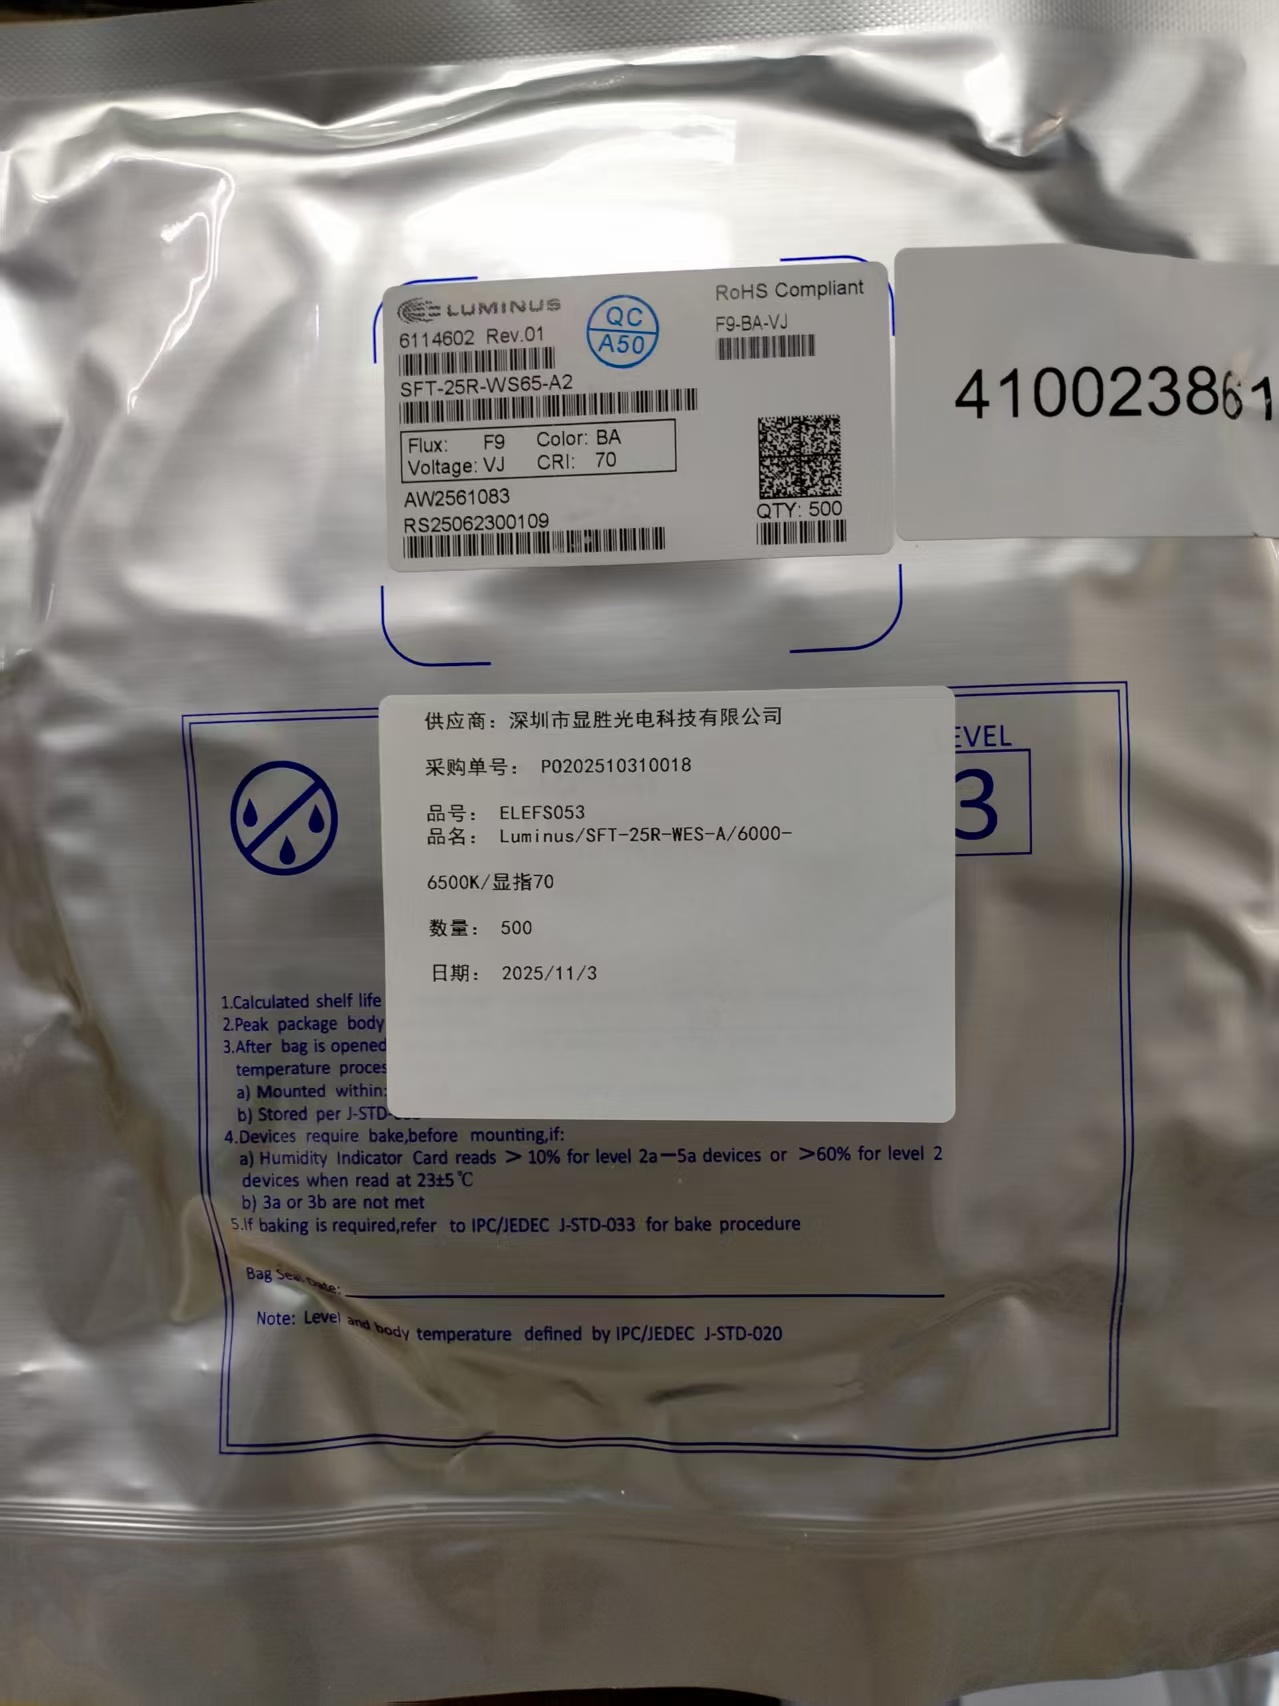 LUMINUS
6114602 Rev.01
QC
A50
RoHS Compliant
F9-BA-VJ
SFT-25R-WS65-A2
Flux: F9 Color: BA
Voltage: VJ CRI: 70
AW2561083
RS25062300109
QTY: 500
410023861
供应商：深圳市显胜光电科技有限公司
采购单号： PO202510310018
品号： ELEFS053
品名： Luminus/SFT-25R-WES-A/6000-
6500K/显指70
数量： 500
日期： 2025/11/3
EVEL
3
1.Calculated shelf life
2.Peak package body
3.After bag is opened
temperature proces
a) Mounted within:
b) Stored per J-STD-
4.Devices require bake,before mounting,if:
a) Humidity Indicator Card reads > 10% for level 2a—5a devices or >60% for level 2
devices when read at 23±5℃
b) 3a or 3b are not met
5.If baking is required,refer to IPC/JEDEC J-STD-033 for bake procedure
Bag Seal Date:
Note: Level and body temperature defined by IPC/JEDEC J-STD-020